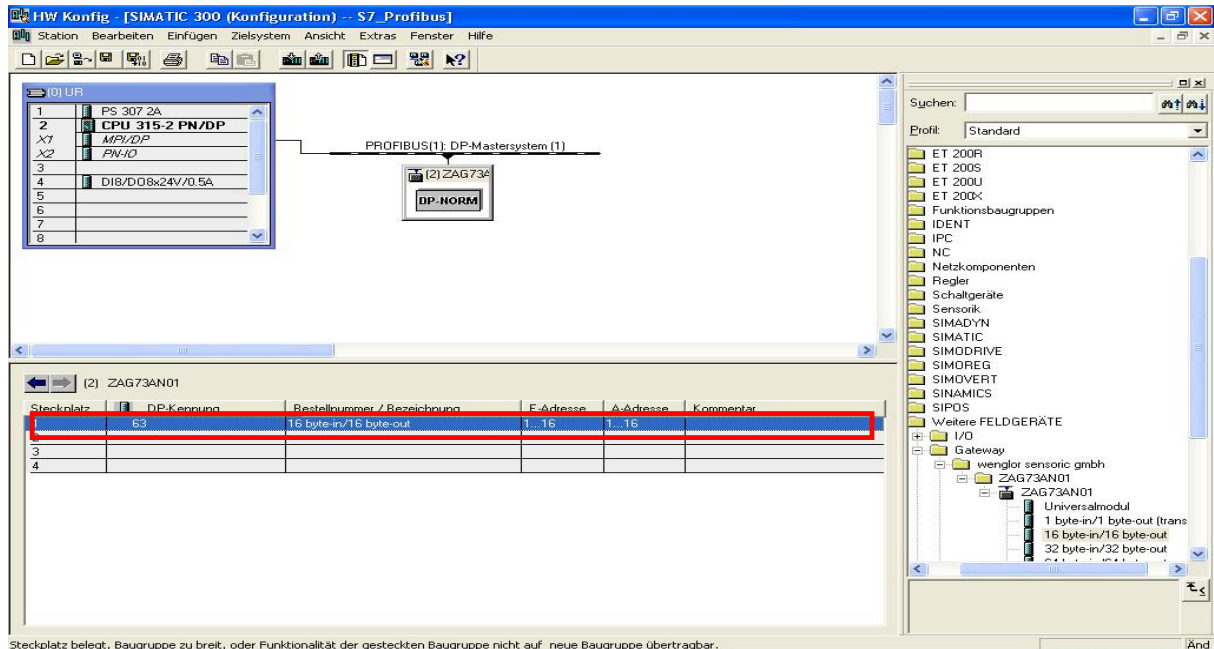 HW Konfig - [SIMATIC 300 (Konfiguration) -- S7_Profibus]
Station Bearbeiten Einfügen Zielsystem Ansicht Extras Fenster Hilfe
(0) UR
1 PS 307 2A
2 CPU 315-2 PN/DP
X1 MPI/DP
X2 PN-IO
3
4 DI8/DO8x24V/0.5A
5
6
7
8
PROFIBUS(1): DP-Mastersystem (1)
(2) ZAG73A
DP-NORM
(2) ZAG73AN01
Steckplatz DP-Kennung Bestellnummer / Bezeichnung E-Adresse A-Adresse Kommentar
1 63 16 byte-in/16 byte-out 1...16 1...16
2
3
4
Suchen:
Profil: Standard
ET 200R
ET 200S
ET 200U
ET 200X
Funktionsbaugruppen
IDENT
IPC
NC
Netzkomponenten
Regler
Schaltgeräte
Sensorik
SIMADYN
SIMATIC
SIMODRIVE
SIMOREG
SIMOVERT
SINAMICS
SIPOS
Weitere FELDGERÄTE
I/O
Gateway
wenglor sensoric gmbh
ZAG73AN01
ZAG73AN01
Universalmodul
1 byte-in/1 byte-out (trans
16 byte-in/16 byte-out
32 byte-in/32 byte-out
Steckplatz belegt, Baugruppe zu breit, oder Funktionalität der gesteckten Baugruppe nicht auf neue Baugruppe übertragbar.
Änd